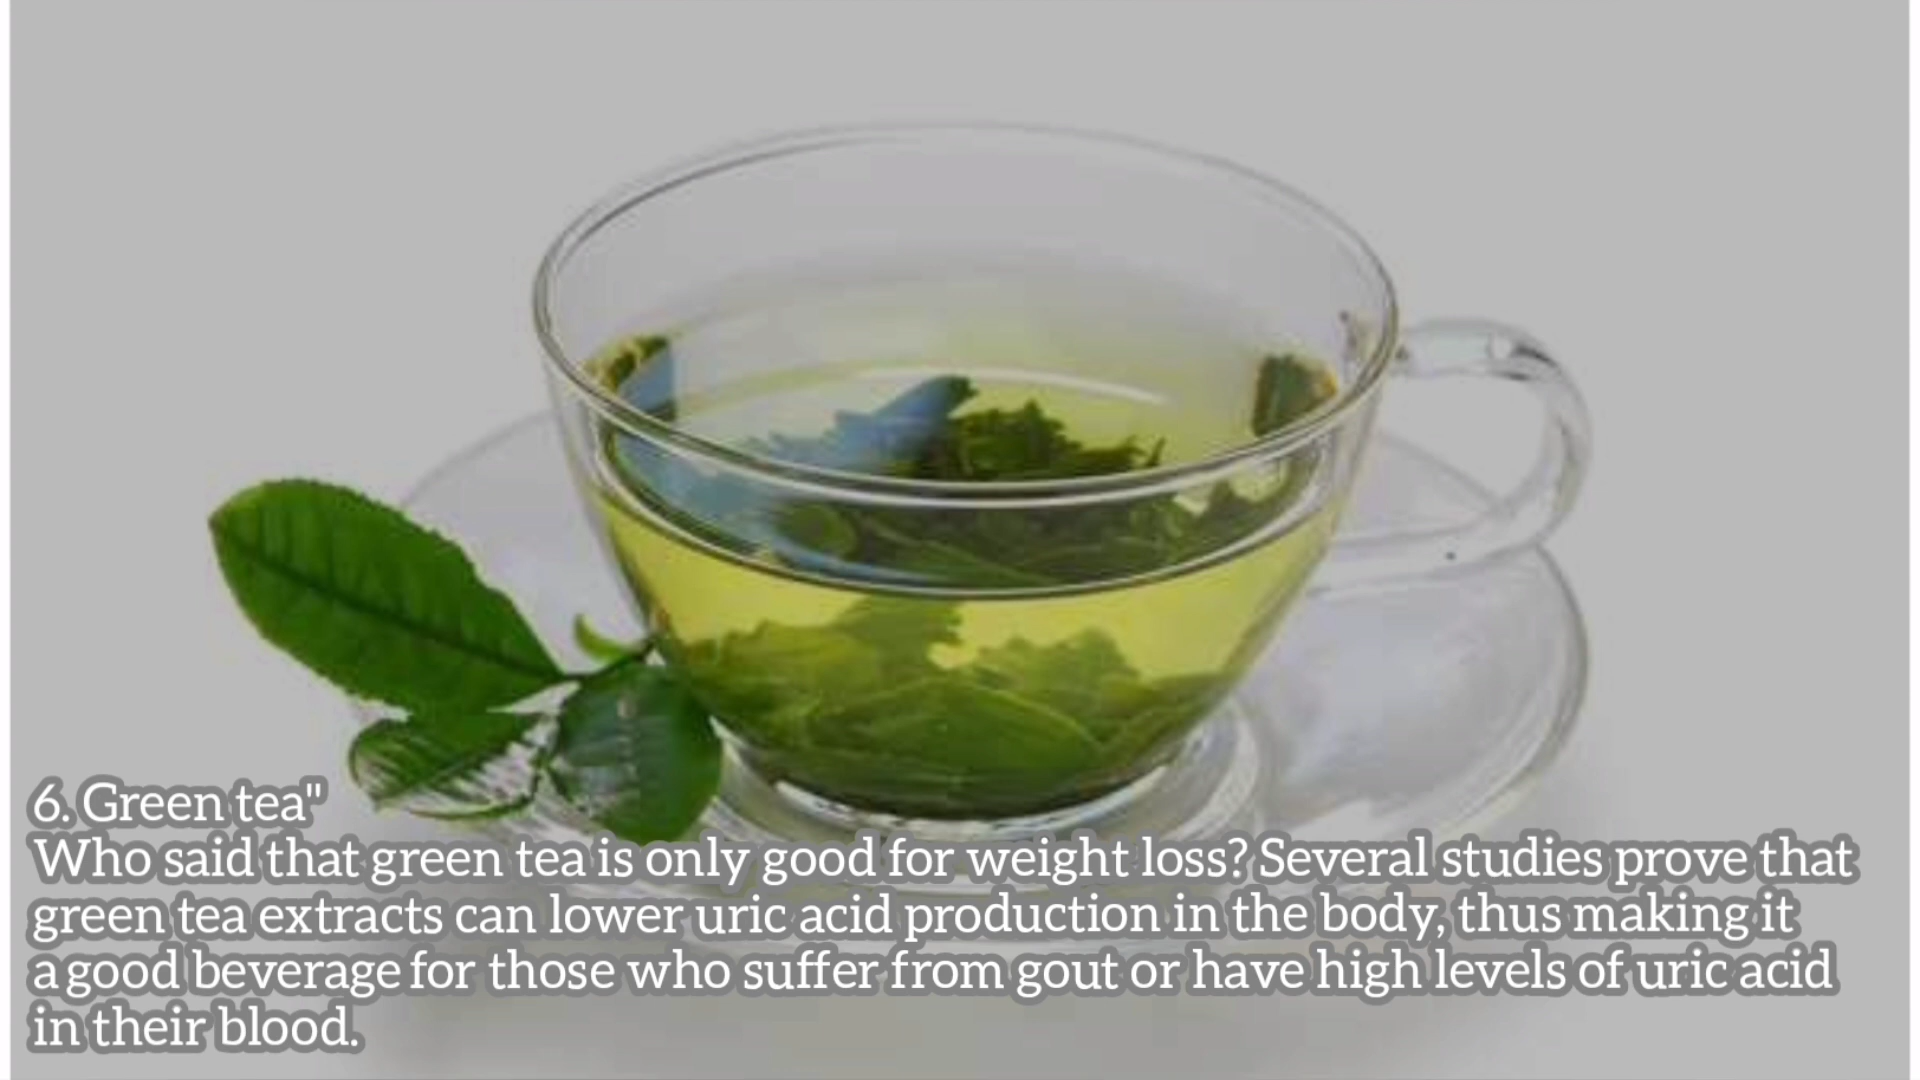 6. Green tea"
Who said that green tea is only good for weight loss? Several studies prove that
green tea extracts can lower uric acid production in the body, thus making it
a good beverage for those who suffer from gout or have high levels of uric acid
in their blood.